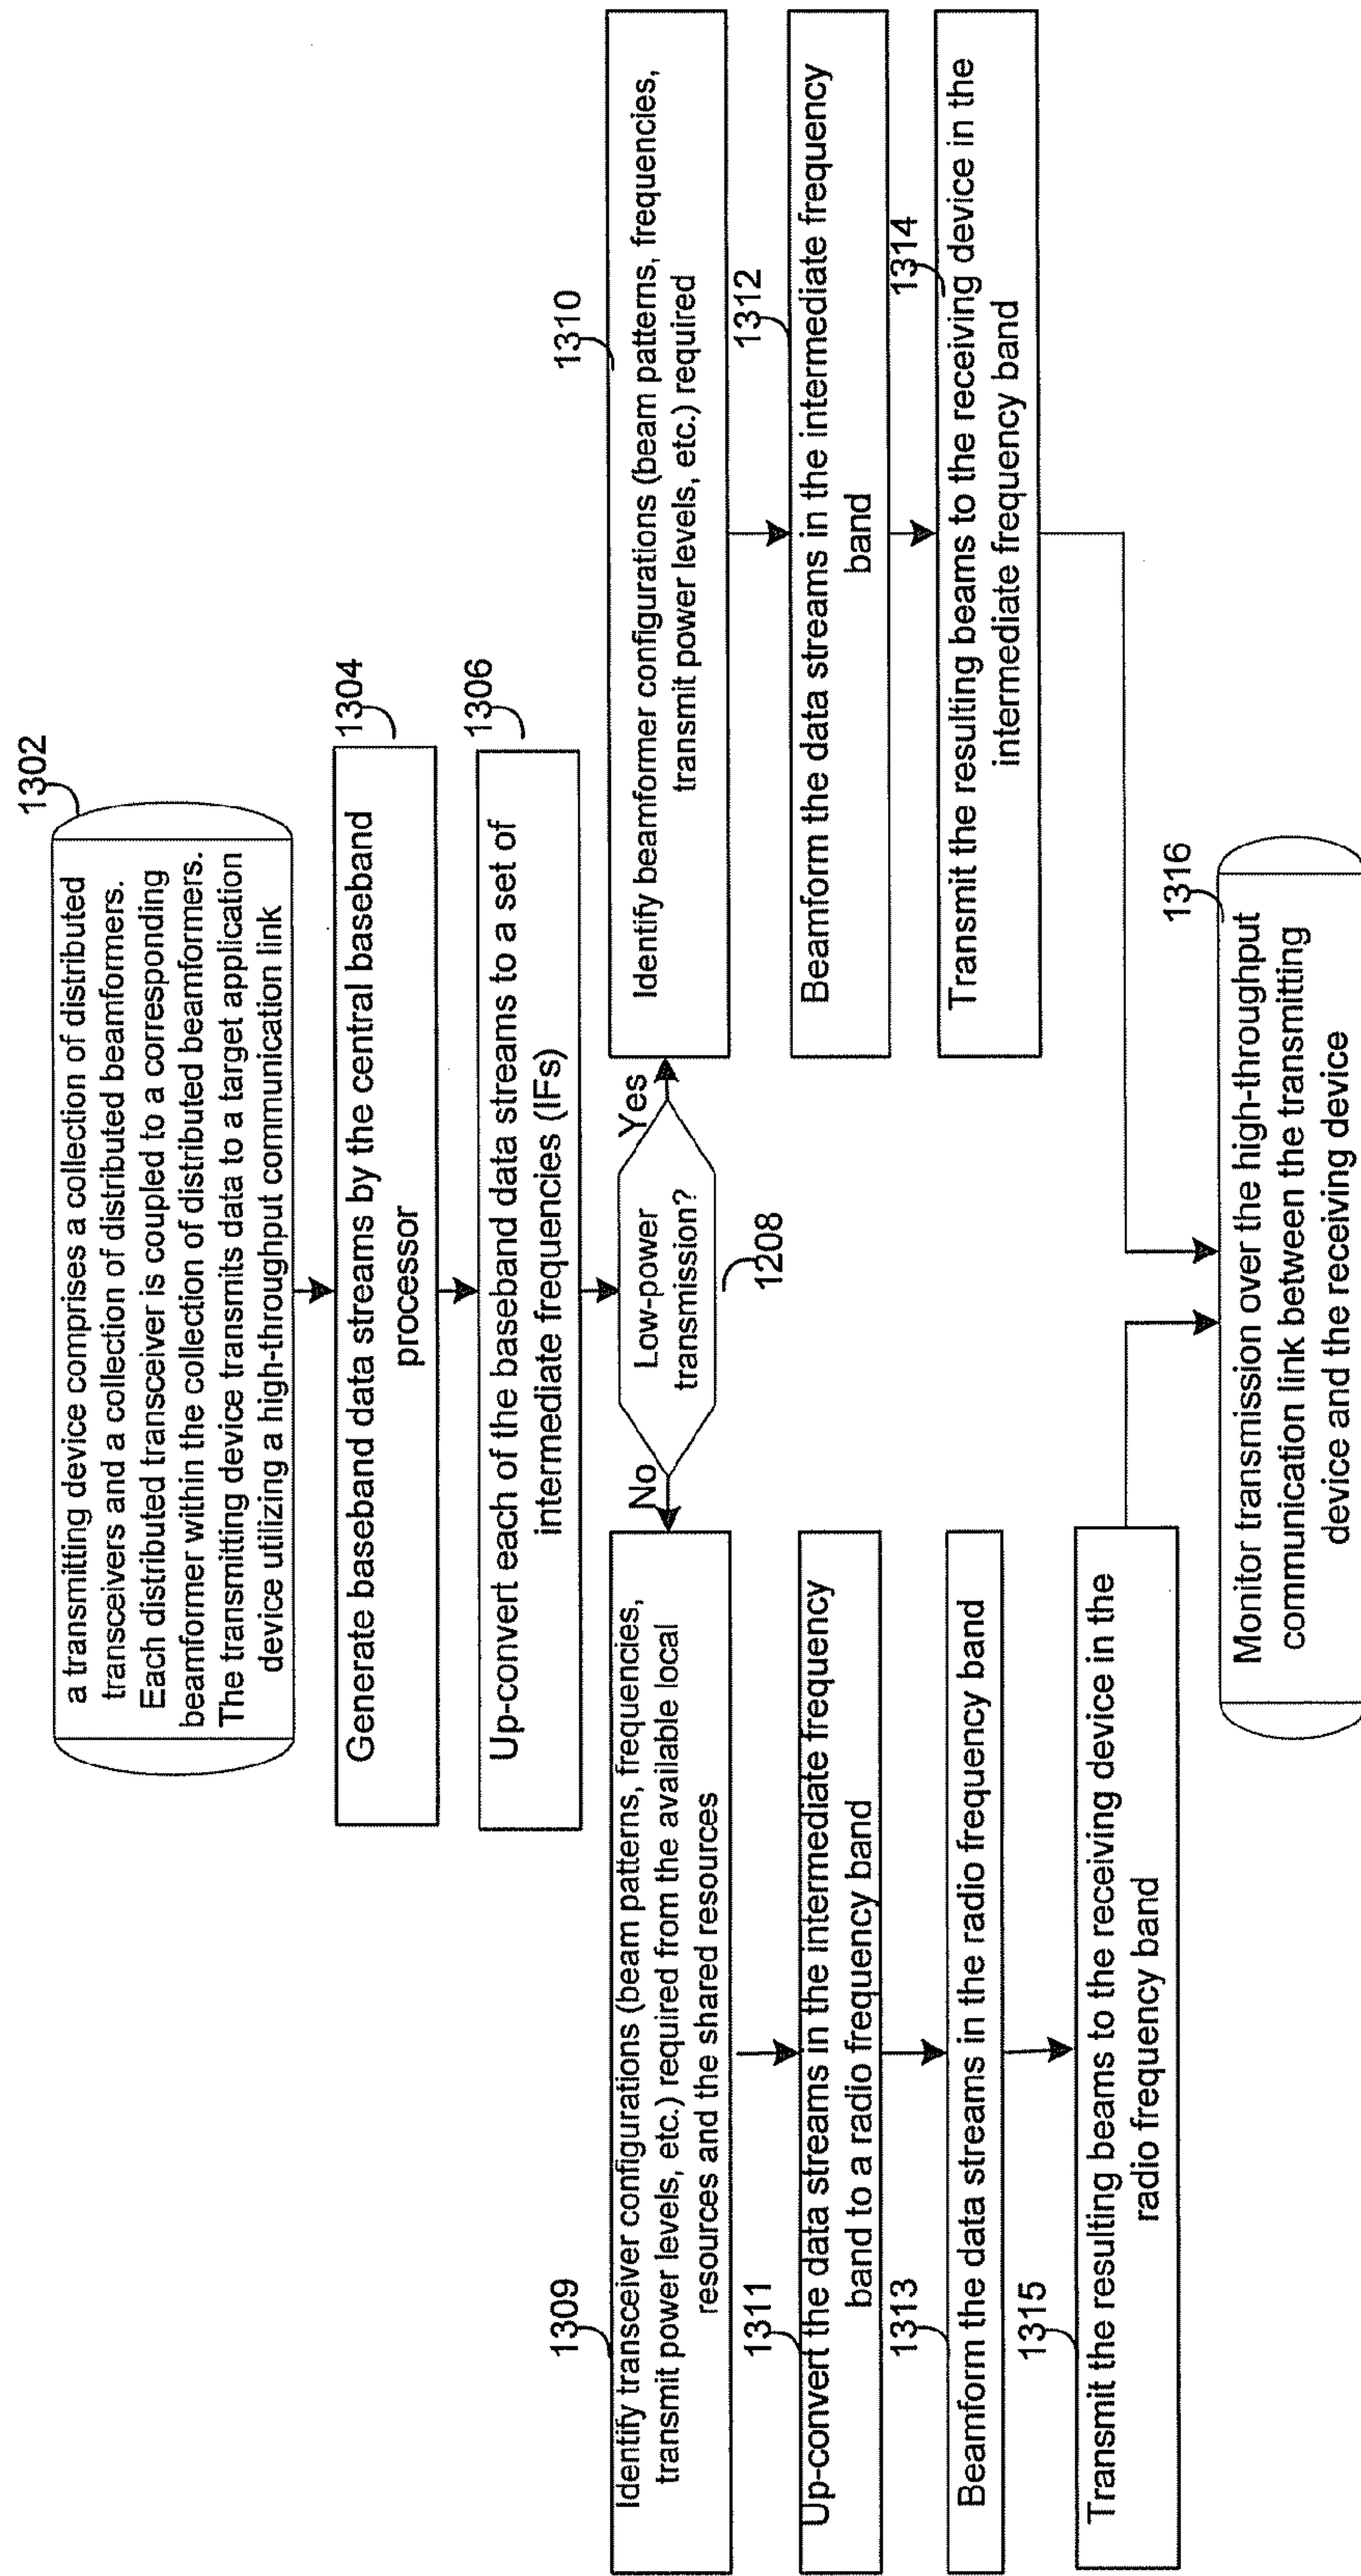 1302
a transmitting device comprises a collection of distributed
transceivers and a collection of distributed beamformers.
Each distributed transceiver is coupled to a corresponding
beamformer within the collection of distributed beamformers.
The transmitting device transmits data to a target application
device utilizing a high-throughput communication link
1304
Generate baseband data streams by the central baseband
processor
1306
Up-convert each of the baseband data streams to a set of
intermediate frequencies (IFs)
Low-power
transmission?
1208
No
Yes
1309
Identify transceiver configurations (beam patterns, frequencies,
transmit power levels, etc.) required from the available local
resources and the shared resources
1311
Up-convert the data streams in the intermediate frequency
band to a radio frequency band
1313
Beamform the data streams in the radio frequency band
1315
Transmit the resulting beams to the receiving device in the
radio frequency band
1310
Identify beamformer configurations (beam patterns, frequencies,
transmit power levels, etc.) required
1312
Beamform the data streams in the intermediate frequency
band
1314
Transmit the resulting beams to the receiving device in the
intermediate frequency band
1316
Monitor transmission over the high-throughput
communication link between the transmitting
device and the receiving device